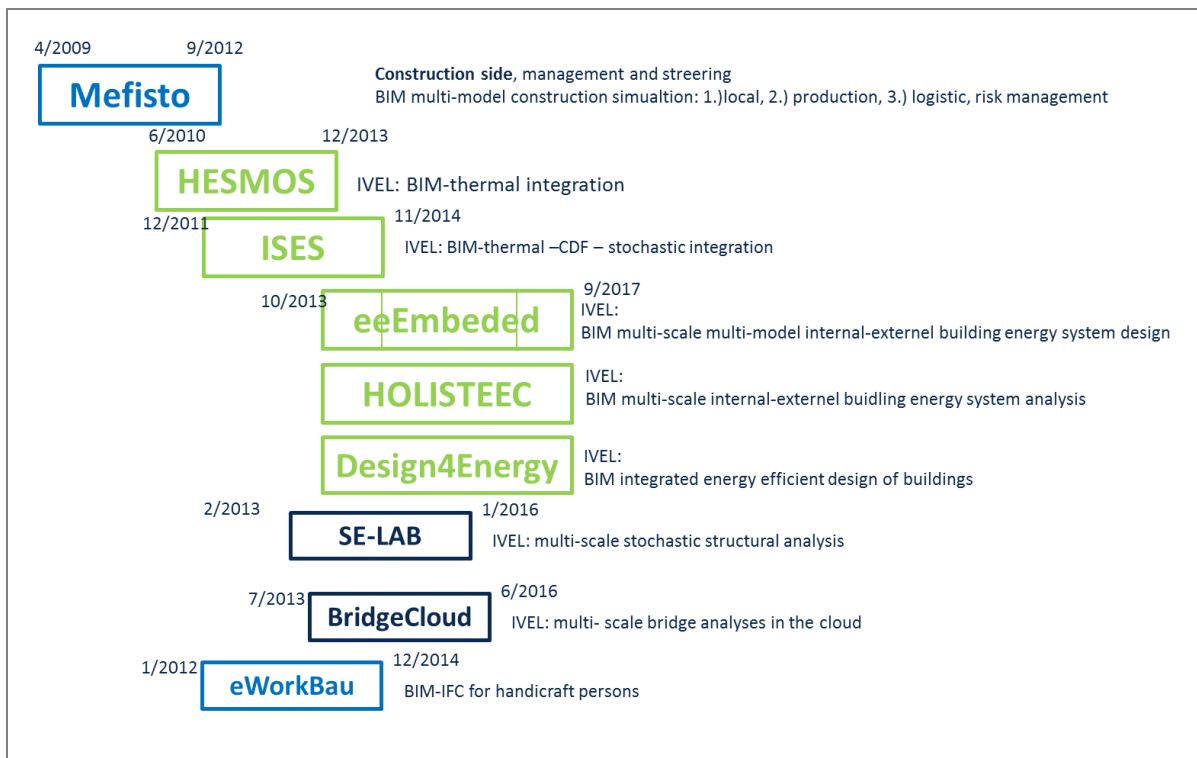 4/2009
9/2012
Mefisto
Construction side, management and streering
BIM multi-model construction simualtion: 1.)local, 2.) production, 3.) logistic, risk management
6/2010
12/2013
HESMOS
IVEL: BIM-thermal integration
12/2011
11/2014
ISES
IVEL: BIM-thermal –CDF – stochastic integration
10/2013
9/2017
eeEmbeded
IVEL:
BIM multi-scale multi-model internal-externel building energy system design
HOLISTEEC
IVEL:
BIM multi-scale internal-externel buidling energy system analysis
Design4Energy
IVEL:
BIM integrated energy efficient design of buildings
2/2013
1/2016
SE-LAB
IVEL: multi-scale stochastic structural analysis
7/2013
6/2016
BridgeCloud
IVEL: multi- scale bridge analyses in the cloud
1/2012
12/2014
eWorkBau
BIM-IFC for handicraft persons